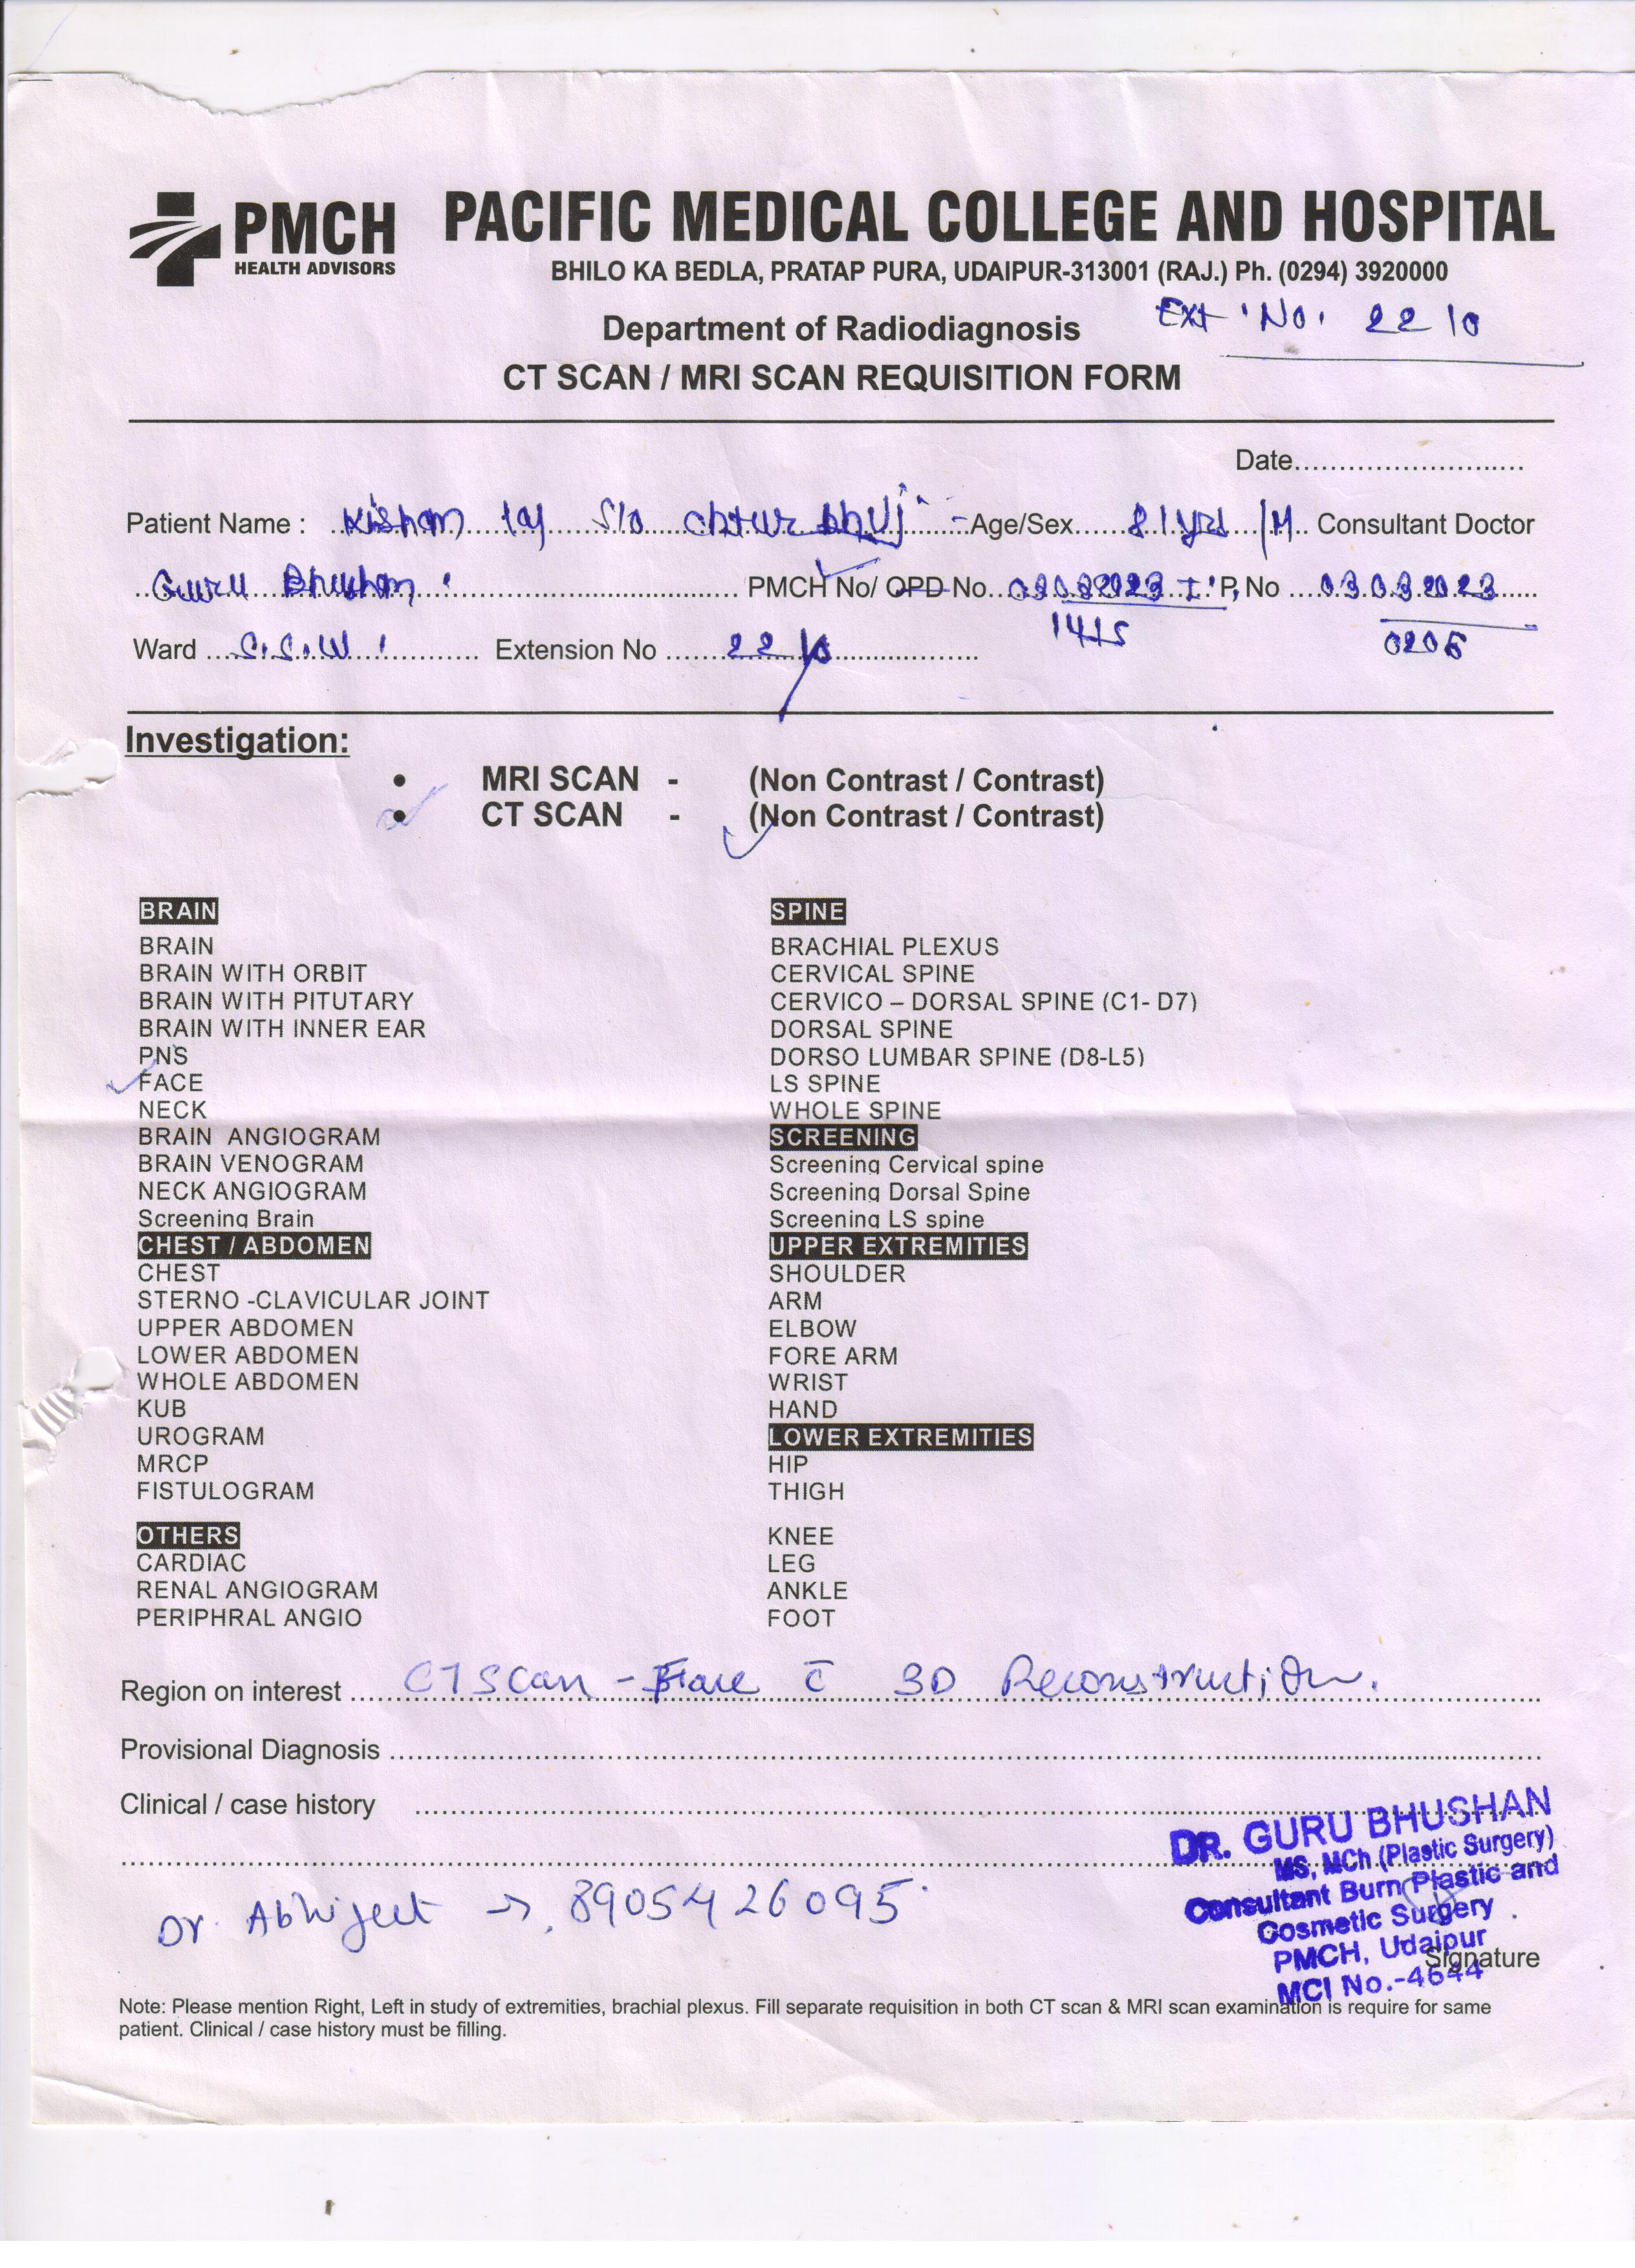 PMCH
HEALTH ADVISORS
PACIFIC MEDICAL COLLEGE AND HOSPITAL
BHILO KA BEDLA, PRATAP PURA, UDAIPUR-313001 (RAJ.) Ph. (0294) 3920000
Ext. No. 2210
Department of Radiodiagnosis
CT SCAN / MRI SCAN REQUISITION FORM
Date
Patient Name : Kishan S/o Chtur bhuj - Age/Sex 81 yrs /M Consultant Doctor
Guru Bhushan PMCH No/ OPD No. 03082023 I.P. No 03082023
1415 0205
Ward S.S.W. Extension No 2210
Investigation:
• MRI SCAN - (Non Contrast / Contrast)
• CT SCAN - (Non Contrast / Contrast)
BRAIN
BRAIN
BRAIN WITH ORBIT
BRAIN WITH PITUTARY
BRAIN WITH INNER EAR
PNS
FACE
NECK
BRAIN ANGIOGRAM
BRAIN VENOGRAM
NECK ANGIOGRAM
Screening Brain
CHEST / ABDOMEN
CHEST
STERNO -CLAVICULAR JOINT
UPPER ABDOMEN
LOWER ABDOMEN
WHOLE ABDOMEN
KUB
UROGRAM
MRCP
FISTULOGRAM
OTHERS
CARDIAC
RENAL ANGIOGRAM
PERIPHRAL ANGIO
SPINE
BRACHIAL PLEXUS
CERVICAL SPINE
CERVICO – DORSAL SPINE (C1- D7)
DORSAL SPINE
DORSO LUMBAR SPINE (D8-L5)
LS SPINE
WHOLE SPINE
SCREENING
Screening Cervical spine
Screening Dorsal Spine
Screening LS spine
UPPER EXTREMITIES
SHOULDER
ARM
ELBOW
FORE ARM
WRIST
HAND
LOWER EXTREMITIES
HIP
THIGH
KNEE
LEG
ANKLE
FOOT
Region on interest CT Scan - Face c̄ 3D Reconstruction.
Provisional Diagnosis
Clinical / case history
DR. GURU BHUSHAN
MS, MCh (Plastic Surgery)
Consultant Burn Plastic and
Cosmetic Surgery
PMCH, Udaipur
MCI No.-4644
Dr. Abhijeet → 8905426095
Signature
Note: Please mention Right, Left in study of extremities, brachial plexus. Fill separate requisition in both CT scan & MRI scan examination is require for same
patient. Clinical / case history must be filling.